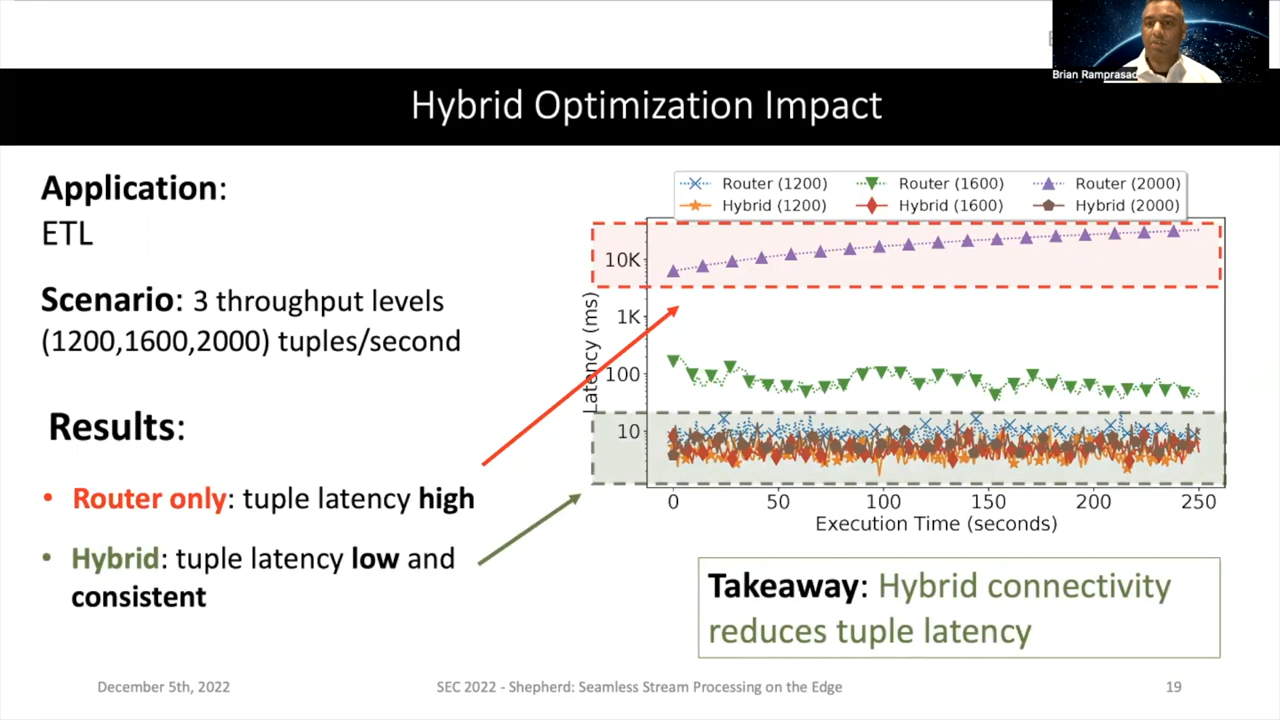 Brian Ramprasad
Hybrid Optimization Impact
Application:
ETL
Scenario: 3 throughput levels
(1200,1600,2000) tuples/second
Results:
• Router only: tuple latency high
• Hybrid: tuple latency low and
consistent
Router (1200) Router (1600) Router (2000)
Hybrid (1200) Hybrid (1600) Hybrid (2000)
Latency (ms)
10K
1K
100
10
0 50 100 150 200 250
Execution Time (seconds)
Takeaway: Hybrid connectivity
reduces tuple latency
December 5th, 2022 SEC 2022 - Shepherd: Seamless Stream Processing on the Edge 19